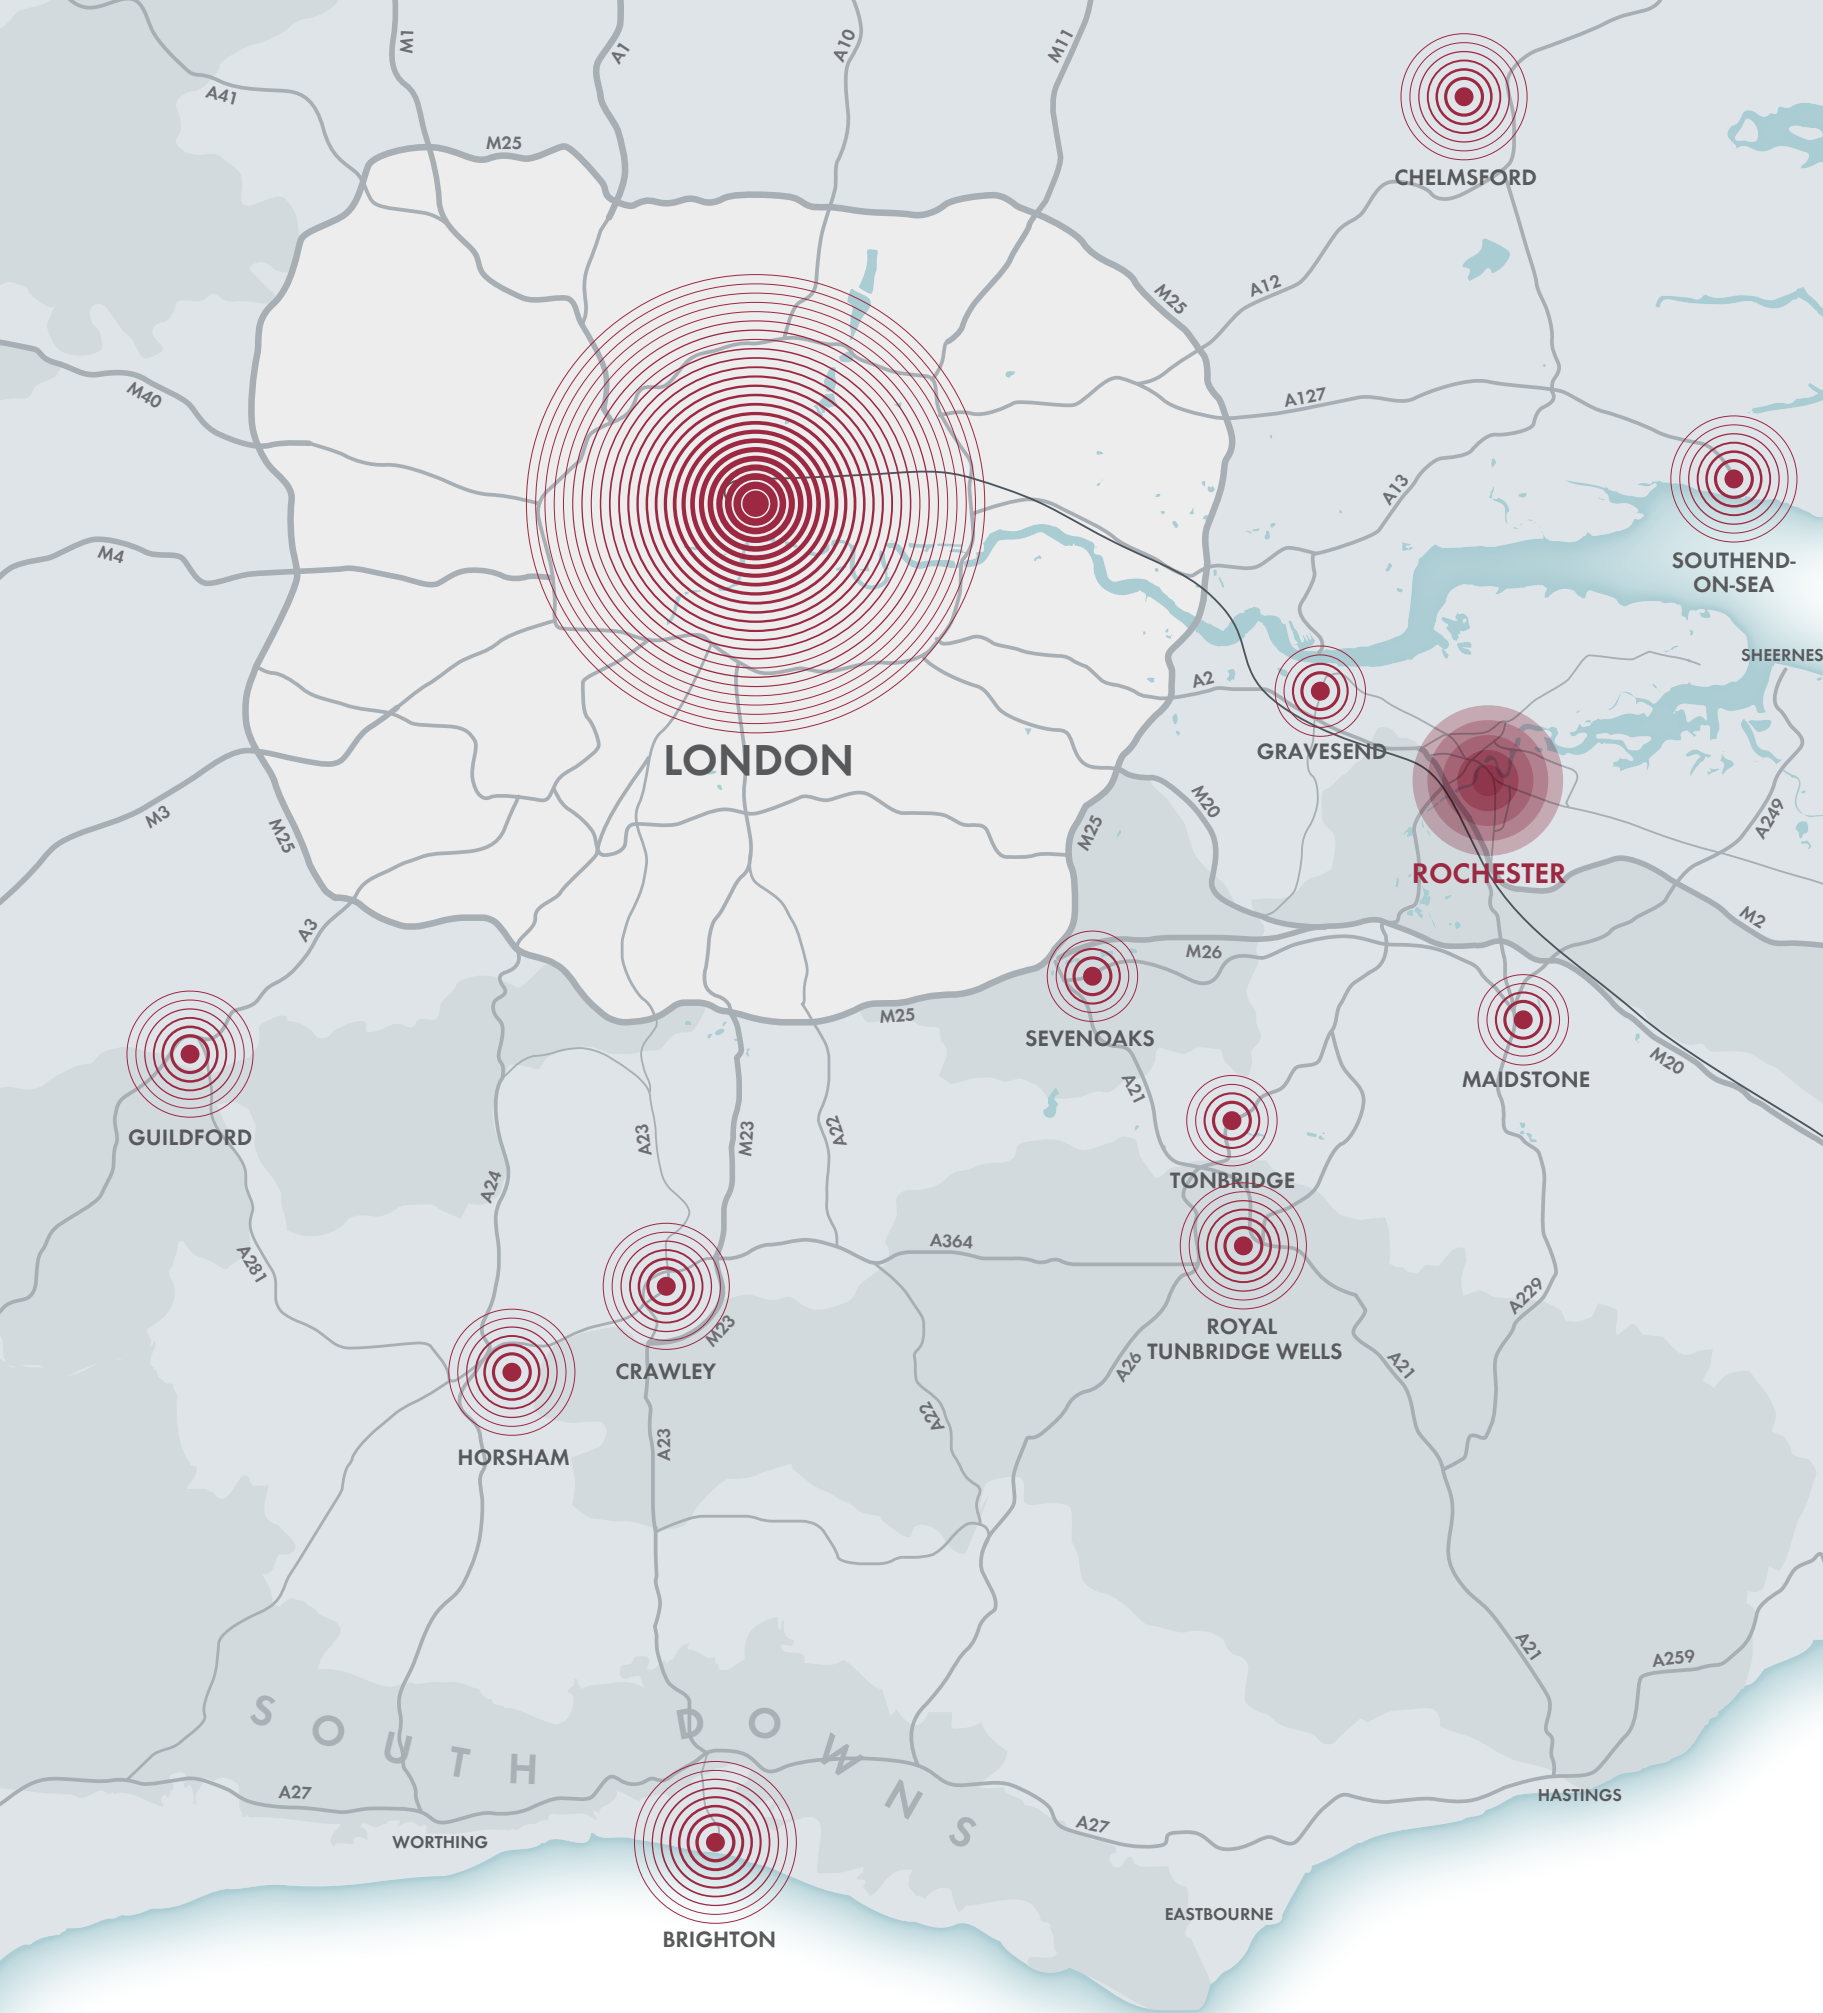 M1
A1
A10
M11
A41
M25
CHELMSFORD
M25
A12
M40
A127
A13
M4
SOUTHEND-
ON-SEA
SHEERNES
A2
GRAVESEND
LONDON
M3
M25
M20
M25
A249
ROCHESTER
A3
M2
M26
M25
SEVENOAKS
M20
MAIDSTONE
A21
GUILDFORD
A23
M23
A22
A24
TONBRIDGE
A281
A364
A229
M23
ROYAL
TUNBRIDGE WELLS
CRAWLEY
A26
A21
A22
HORSHAM
A23
A21
A259
SOUTH DOWNS
A27
HASTINGS
A27
WORTHING
EASTBOURNE
BRIGHTON